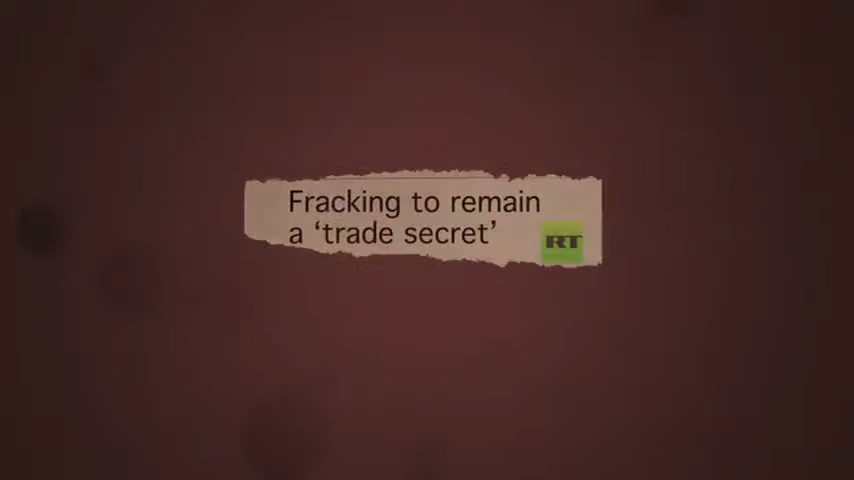 Fracking to remain
a ‘trade secret’
RT